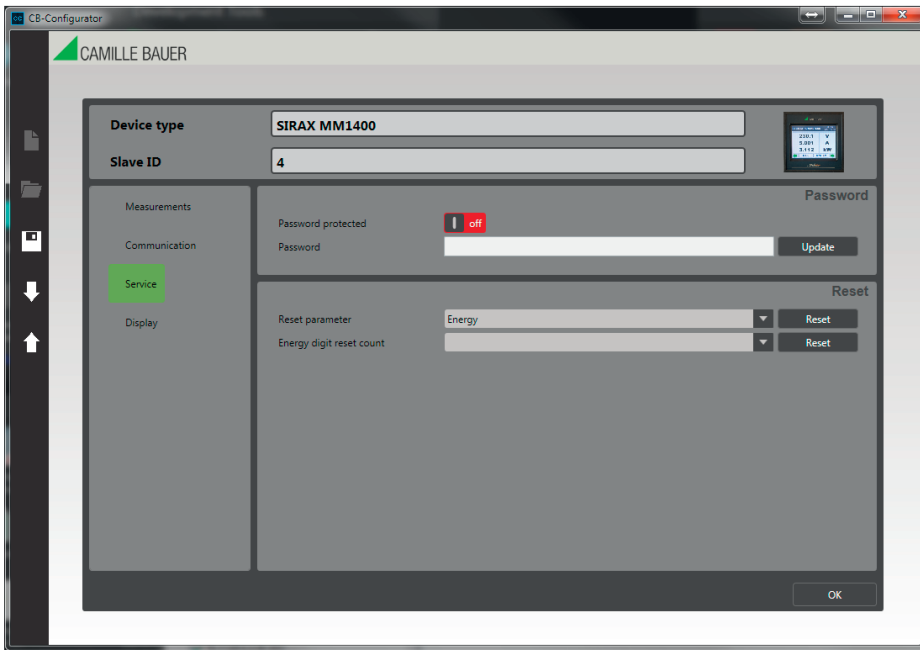 CB-Configurator
CAMILLE BAUER
Device type SIRAX MM1400
Slave ID 4
Measurements
Communication
Service
Display
Password
Password protected off
Password Update
Reset
Reset parameter Energy Reset
Energy digit reset count Reset
OK